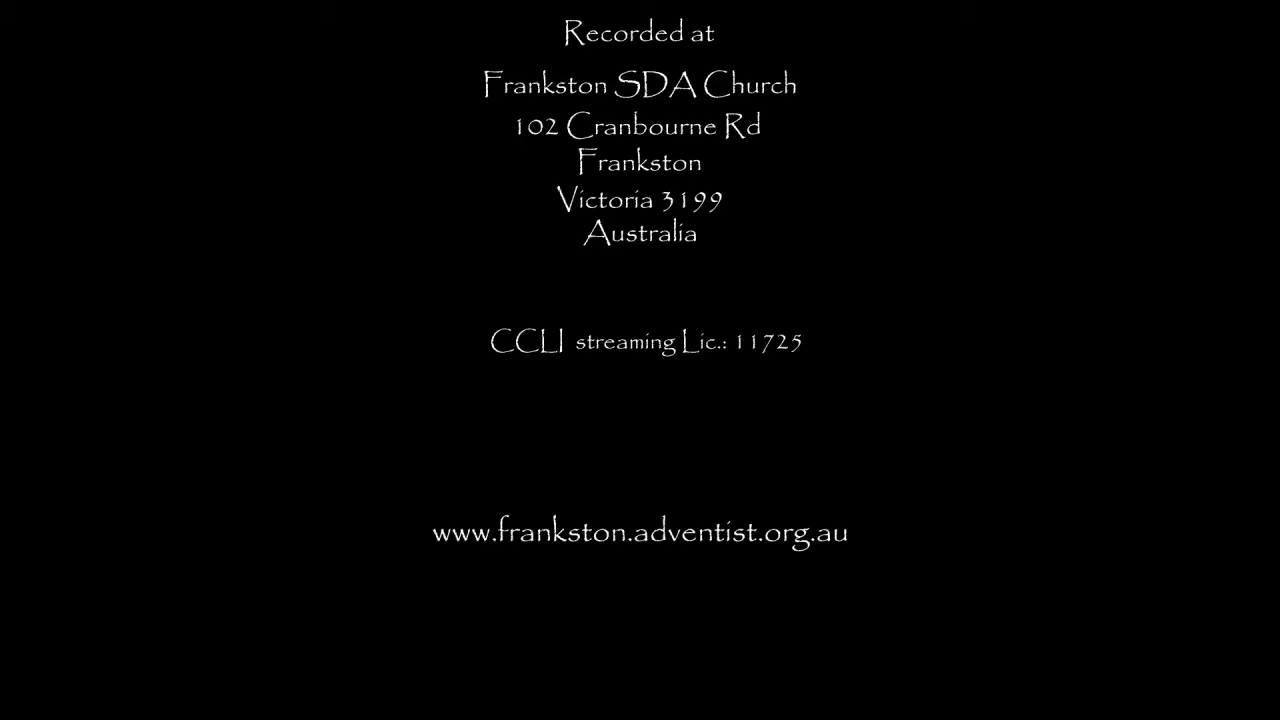 Recorded at
Frankston SDA Church
102 Cranbourne Rd
Frankston
Victoria 3199
Australia
CCLI streaming Lic.: 11725
www.frankston.adventist.org.au